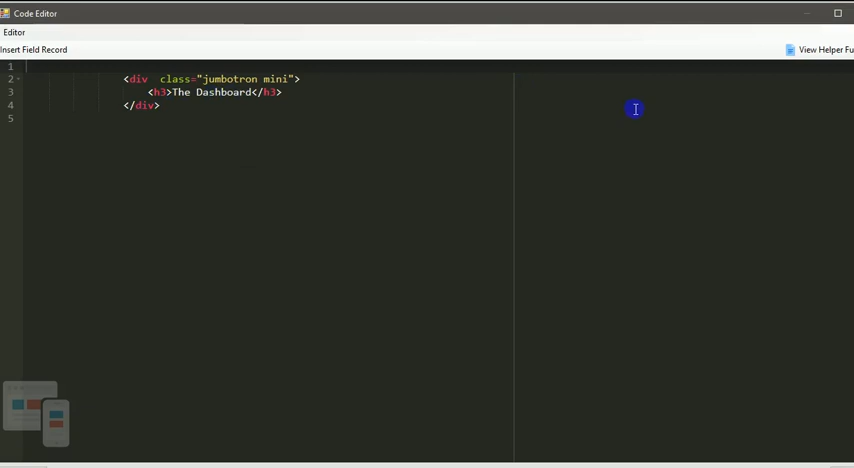 Code Editor
Editor
Insert Field Record
View Helper Fu
1
2 <div  class="jumbotron mini">
3 <h3>The Dashboard</h3>
4 </div>
5